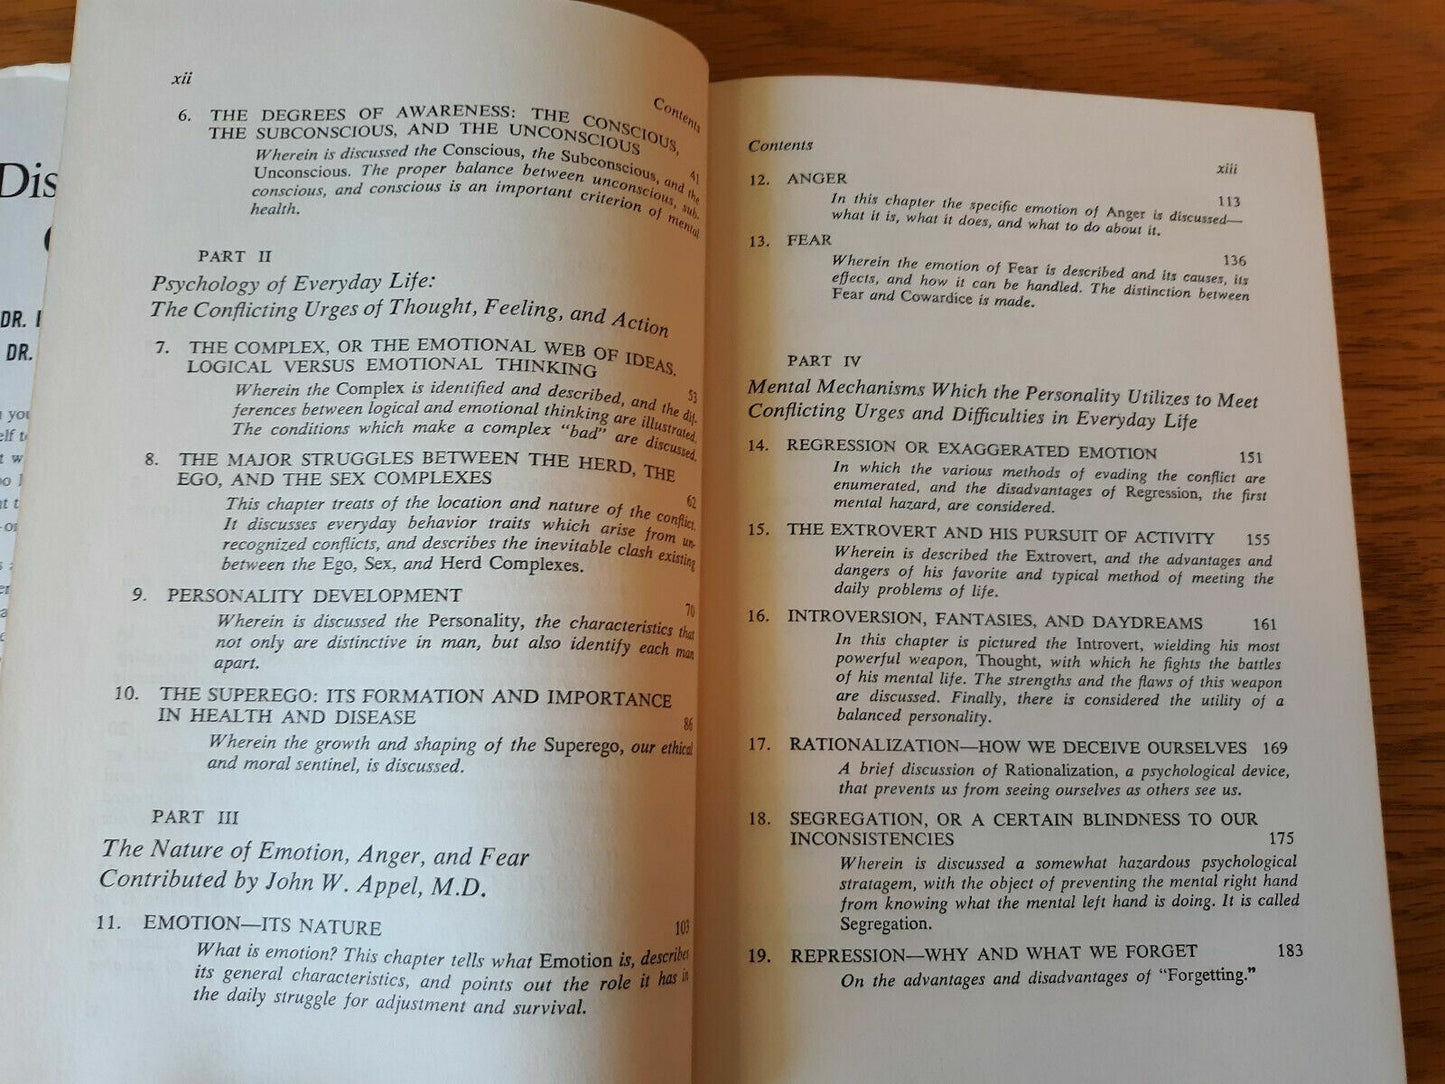 Dis
DR.
DR.
xii
Contents
6. THE DEGREES OF AWARENESS: THE CONSCIOUS,
THE SUBCONSCIOUS, AND THE UNCONSCIOUS 41
Wherein is discussed the Conscious, the Subconscious, and the
Unconscious. The proper balance between unconscious, sub-
conscious, and conscious is an important criterion of mental
health.
PART II
Psychology of Everyday Life:
The Conflicting Urges of Thought, Feeling, and Action
7. THE COMPLEX, OR THE EMOTIONAL WEB OF IDEAS.
LOGICAL VERSUS EMOTIONAL THINKING 53
Wherein the Complex is identified and described, and the dif-
ferences between logical and emotional thinking are illustrated.
The conditions which make a complex "bad" are discussed.
8. THE MAJOR STRUGGLES BETWEEN THE HERD, THE
EGO, AND THE SEX COMPLEXES 62
This chapter treats of the location and nature of the conflict.
It discusses everyday behavior traits which arise from un-
recognized conflicts, and describes the inevitable clash existing
between the Ego, Sex, and Herd Complexes.
9. PERSONALITY DEVELOPMENT 70
Wherein is discussed the Personality, the characteristics that
not only are distinctive in man, but also identify each man
apart.
10. THE SUPEREGO: ITS FORMATION AND IMPORTANCE
IN HEALTH AND DISEASE 86
Wherein the growth and shaping of the Superego, our ethical
and moral sentinel, is discussed.
PART III
The Nature of Emotion, Anger, and Fear
Contributed by John W. Appel, M.D.
11. EMOTION—ITS NATURE 103
What is emotion? This chapter tells what Emotion is, describes
its general characteristics, and points out the role it has in
the daily struggle for adjustment and survival.
Contents
xiii
12. ANGER 113
In this chapter the specific emotion of Anger is discussed—
what it is, what it does, and what to do about it.
13. FEAR 136
Wherein the emotion of Fear is described and its causes, its
effects, and how it can be handled. The distinction between
Fear and Cowardice is made.
PART IV
Mental Mechanisms Which the Personality Utilizes to Meet
Conflicting Urges and Difficulties in Everyday Life
14. REGRESSION OR EXAGGERATED EMOTION 151
In which the various methods of evading the conflict are
enumerated, and the disadvantages of Regression, the first
mental hazard, are considered.
15. THE EXTROVERT AND HIS PURSUIT OF ACTIVITY 155
Wherein is described the Extrovert, and the advantages and
dangers of his favorite and typical method of meeting the
daily problems of life.
16. INTROVERSION, FANTASIES, AND DAYDREAMS 161
In this chapter is pictured the Introvert, wielding his most
powerful weapon, Thought, with which he fights the battles
of his mental life. The strengths and the flaws of this weapon
are discussed. Finally, there is considered the utility of a
balanced personality.
17. RATIONALIZATION—HOW WE DECEIVE OURSELVES 169
A brief discussion of Rationalization, a psychological device,
that prevents us from seeing ourselves as others see us.
18. SEGREGATION, OR A CERTAIN BLINDNESS TO OUR
INCONSISTENCIES 175
Wherein is discussed a somewhat hazardous psychological
stratagem, with the object of preventing the mental right hand
from knowing what the mental left hand is doing. It is called
Segregation.
19. REPRESSION—WHY AND WHAT WE FORGET 183
On the advantages and disadvantages of "Forgetting."